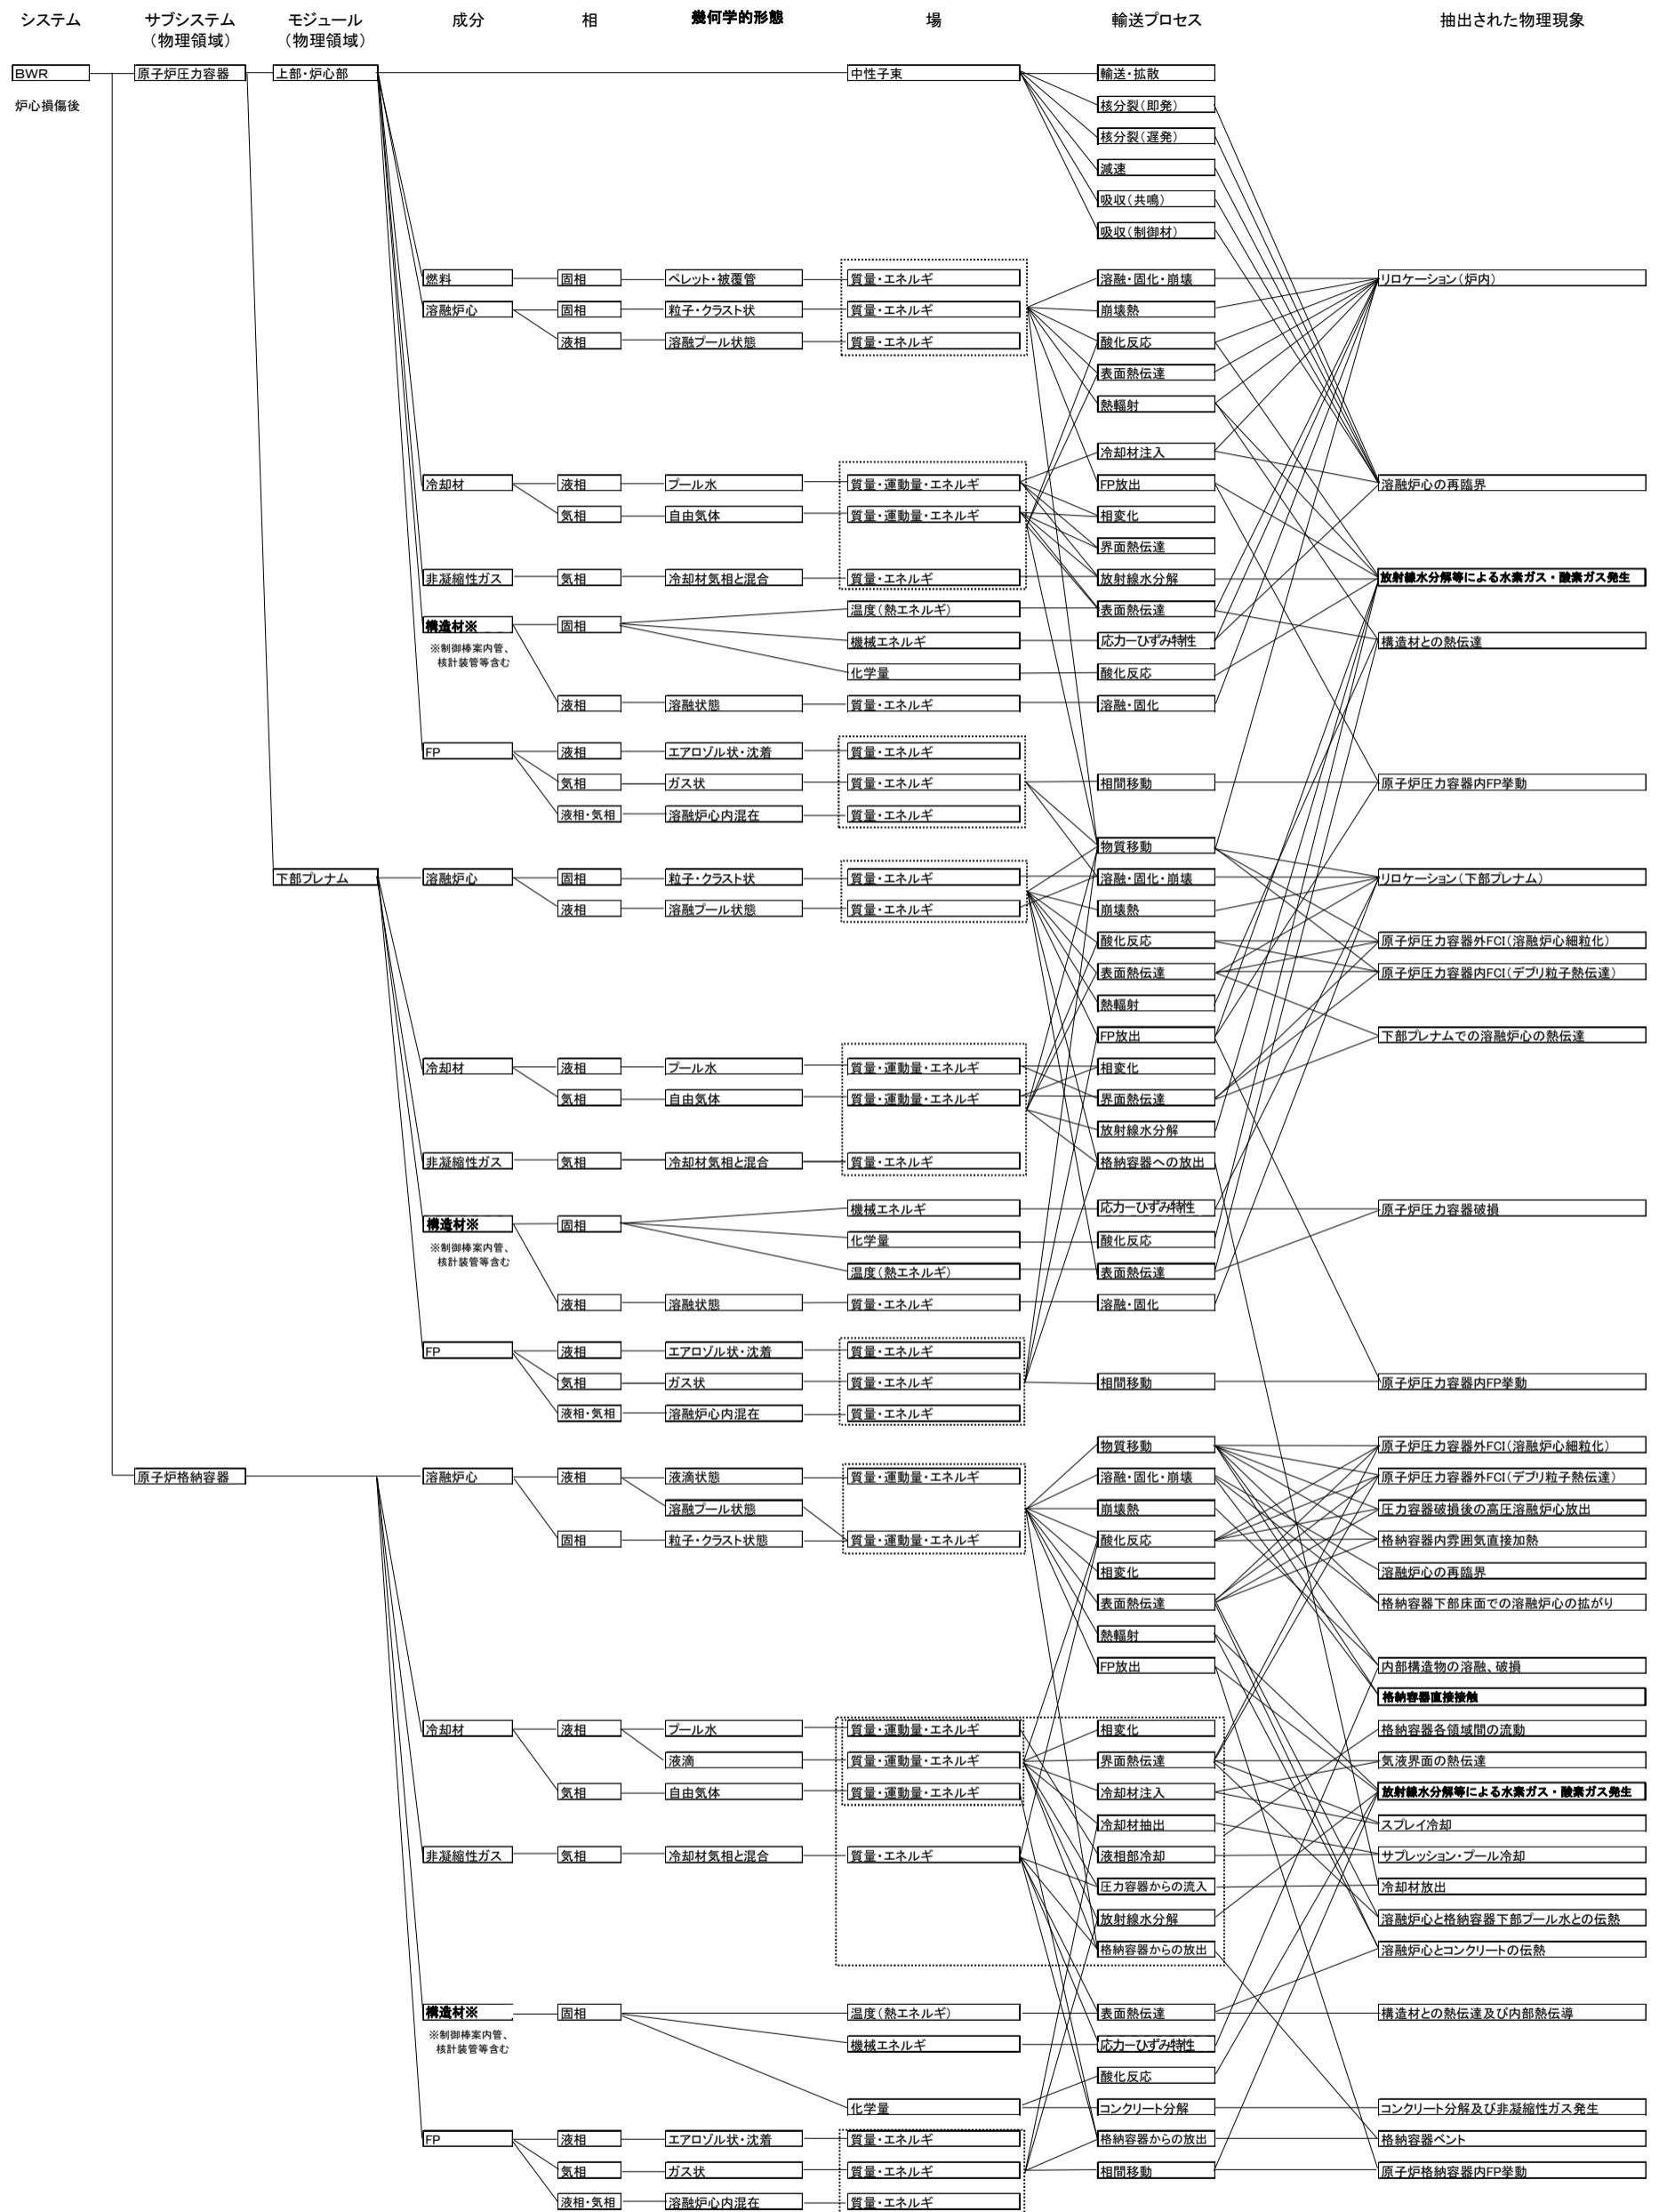 システム
サブシステム
（物理領域）
モジュール
（物理領域）
成分
相
幾何学的形態
場
輸送プロセス
抽出された物理現象
BWR
原子炉圧力容器
上部・炉心部
中性子束
輸送・拡散
炉心損傷後
核分裂（即発）
核分裂（遅発）
減速
吸収（共鳴）
吸収（制御材）
燃料
固相
ペレット・被覆管
質量・エネルギ
溶融・固化・崩壊
リロケーション（炉内）
溶融炉心
固相
粒子・クラスト状
質量・エネルギ
崩壊熱
液相
溶融プール状態
質量・エネルギ
酸化反応
表面熱伝達
熱輻射
冷却材注入
冷却材
液相
プール水
質量・運動量・エネルギ
FP放出
溶融炉心の再臨界
気相
自由気体
質量・運動量・エネルギ
相変化
界面熱伝達
非凝縮性ガス
気相
冷却材気相と混合
質量・エネルギ
放射線水分解
放射線水分解等による水素ガス・酸素ガス発生
温度（熱エネルギ）
表面熱伝達
構造材※
固相
機械エネルギ
応力ーひずみ特性
構造材との熱伝達
※制御棒案内管、
核計装管等含む
化学量
酸化反応
液相
溶融状態
質量・エネルギ
溶融・固化
FP
液相
エアロゾル状・沈着
質量・エネルギ
気相
ガス状
質量・エネルギ
相間移動
原子炉圧力容器内FP挙動
液相・気相
溶融炉心内混在
質量・エネルギ
物質移動
下部プレナム
溶融炉心
固相
粒子・クラスト状
質量・エネルギ
溶融・固化・崩壊
リロケーション（下部プレナム）
液相
溶融プール状態
質量・エネルギ
崩壊熱
酸化反応
原子炉圧力容器外FCI（溶融炉心細粒化）
表面熱伝達
原子炉圧力容器内FCI（デブリ粒子熱伝達）
熱輻射
FP放出
下部プレナムでの溶融炉心の熱伝達
冷却材
液相
プール水
質量・運動量・エネルギ
相変化
気相
自由気体
質量・運動量・エネルギ
界面熱伝達
放射線水分解
非凝縮性ガス
気相
冷却材気相と混合
質量・エネルギ
格納容器への放出
機械エネルギ
応力ーひずみ特性
原子炉圧力容器破損
構造材※
固相
化学量
酸化反応
※制御棒案内管、
核計装管等含む
温度（熱エネルギ）
表面熱伝達
液相
溶融状態
質量・エネルギ
溶融・固化
FP
液相
エアロゾル状・沈着
質量・エネルギ
気相
ガス状
質量・エネルギ
相間移動
原子炉圧力容器内FP挙動
液相・気相
溶融炉心内混在
質量・エネルギ
物質移動
原子炉圧力容器外FCI（溶融炉心細粒化）
原子炉格納容器
溶融炉心
液相
液滴状態
質量・運動量・エネルギ
溶融・固化・崩壊
原子炉圧力容器外FCI（デブリ粒子熱伝達）
溶融プール状態
崩壊熱
圧力容器破損後の高圧溶融炉心放出
固相
粒子・クラスト状態
質量・運動量・エネルギ
酸化反応
格納容器内雰囲気直接加熱
相変化
溶融炉心の再臨界
表面熱伝達
格納容器下部床面での溶融炉心の拡がり
熱輻射
FP放出
内部構造物の溶融、破損
格納容器直接接触
冷却材
液相
プール水
質量・運動量・エネルギ
相変化
格納容器各領域間の流動
液滴
質量・運動量・エネルギ
界面熱伝達
気液界面の熱伝達
気相
自由気体
質量・運動量・エネルギ
冷却材注入
放射線水分解等による水素ガス・酸素ガス発生
冷却材抽出
スプレイ冷却
非凝縮性ガス
気相
冷却材気相と混合
質量・エネルギ
液相部冷却
サプレッション・プール冷却
圧力容器からの流入
冷却材放出
放射線水分解
溶融炉心と格納容器下部プール水との伝熱
格納容器からの放出
溶融炉心とコンクリートの伝熱
構造材※
固相
温度（熱エネルギ）
表面熱伝達
構造材との熱伝達及び内部熱伝導
※制御棒案内管、
核計装管等含む
機械エネルギ
応力ーひずみ特性
酸化反応
化学量
コンクリート分解
コンクリート分解及び非凝縮性ガス発生
FP
液相
エアロゾル状・沈着
質量・エネルギ
格納容器からの放出
格納容器ベント
気相
ガス状
質量・エネルギ
相間移動
原子炉格納容器内FP挙動
液相・気相
溶融炉心内混在
質量・エネルギ